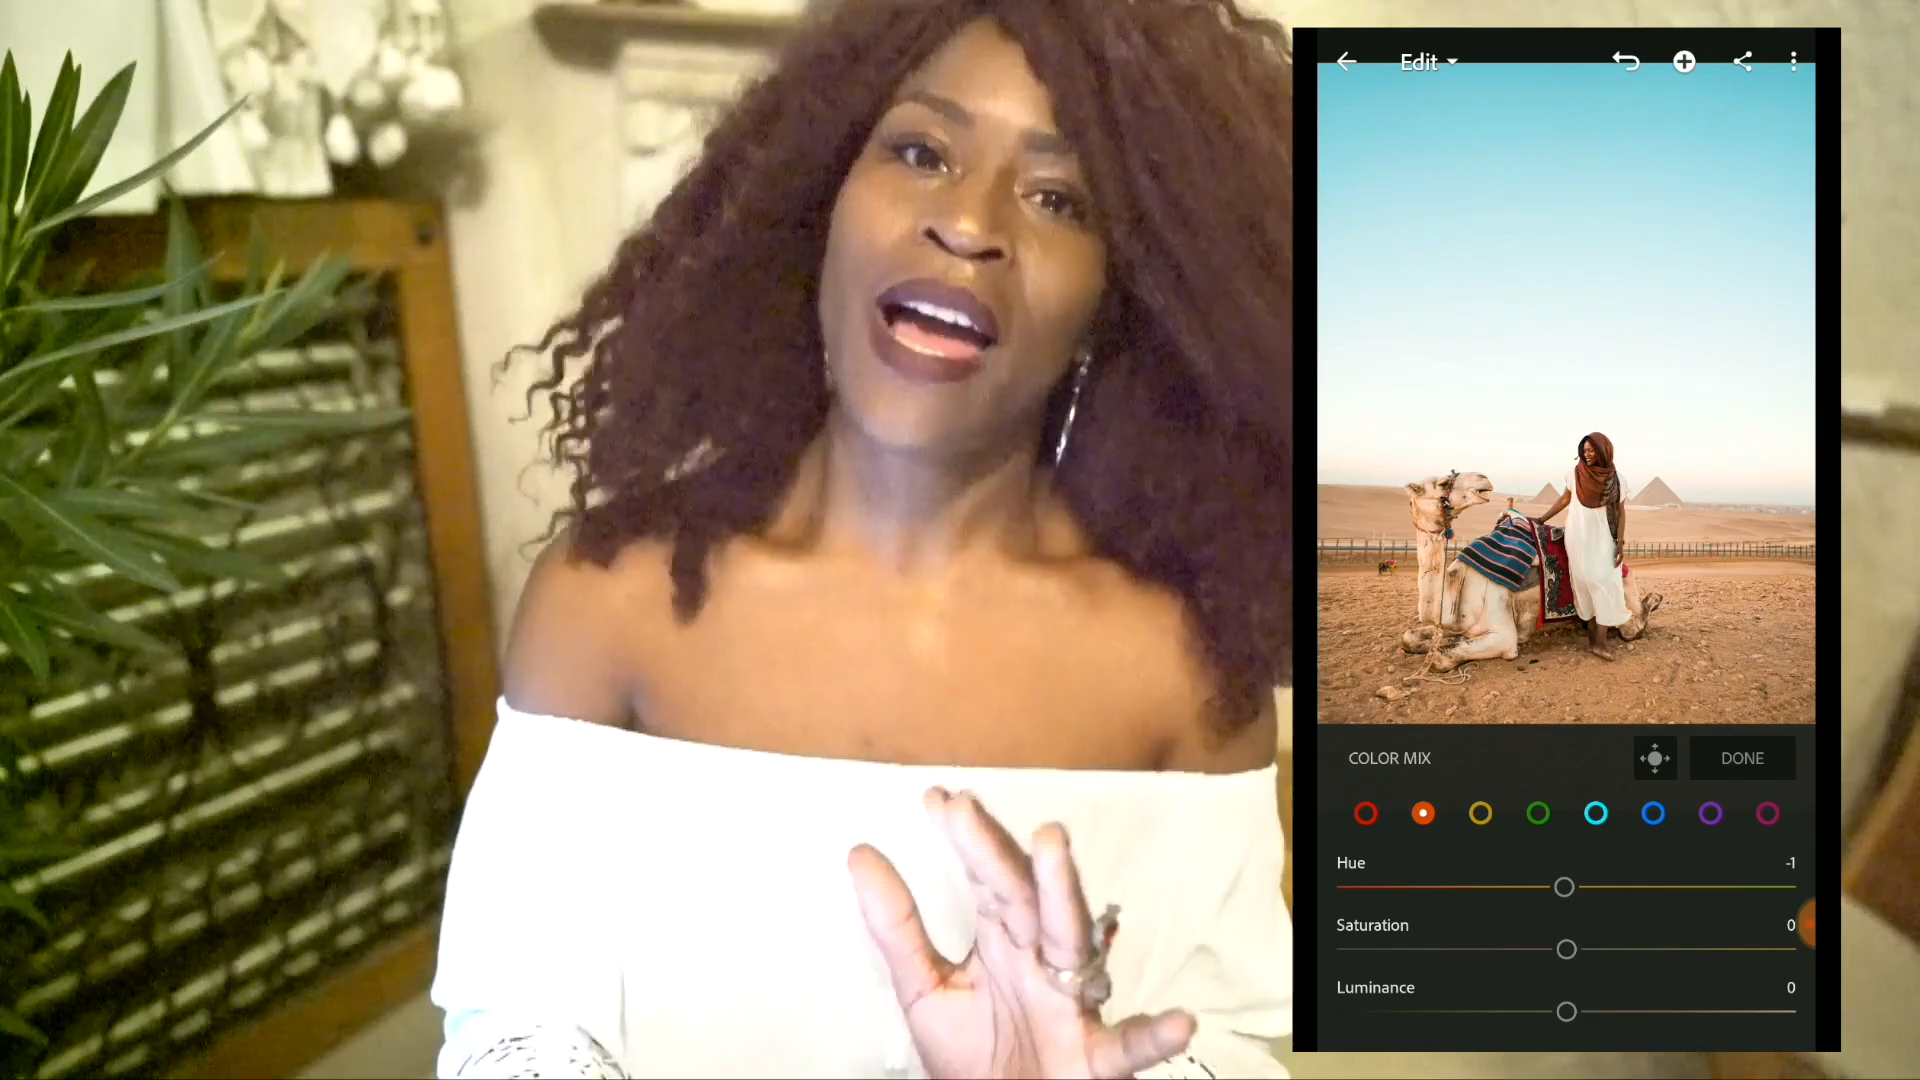 Edit
COLOR MIX
DONE
Hue -1
Saturation 0
Luminance 0